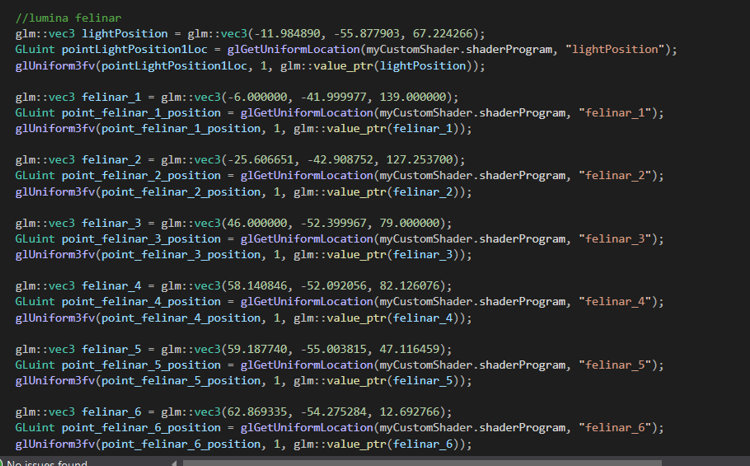 //lumina felinar
glm::vec3 lightPosition = glm::vec3(-11.984890, -55.877903, 67.224266);
GLuint pointLightPosition1Loc = glGetUniformLocation(myCustomShader.shaderProgram, "lightPosition");
glUniform3fv(pointLightPosition1Loc, 1, glm::value_ptr(lightPosition));
glm::vec3 felinar_1 = glm::vec3(-6.000000, -41.999977, 139.000000);
GLuint point_felinar_1_position = glGetUniformLocation(myCustomShader.shaderProgram, "felinar_1");
glUniform3fv(point_felinar_1_position, 1, glm::value_ptr(felinar_1));
glm::vec3 felinar_2 = glm::vec3(-25.606651, -42.908752, 127.253700);
GLuint point_felinar_2_position = glGetUniformLocation(myCustomShader.shaderProgram, "felinar_2");
glUniform3fv(point_felinar_2_position, 1, glm::value_ptr(felinar_2));
glm::vec3 felinar_3 = glm::vec3(46.000000, -52.399967, 79.000000);
GLuint point_felinar_3_position = glGetUniformLocation(myCustomShader.shaderProgram, "felinar_3");
glUniform3fv(point_felinar_3_position, 1, glm::value_ptr(felinar_3));
glm::vec3 felinar_4 = glm::vec3(58.140846, -52.092056, 82.126076);
GLuint point_felinar_4_position = glGetUniformLocation(myCustomShader.shaderProgram, "felinar_4");
glUniform3fv(point_felinar_4_position, 1, glm::value_ptr(felinar_4));
glm::vec3 felinar_5 = glm::vec3(59.187740, -55.003815, 47.116459);
GLuint point_felinar_5_position = glGetUniformLocation(myCustomShader.shaderProgram, "felinar_5");
glUniform3fv(point_felinar_5_position, 1, glm::value_ptr(felinar_5));
glm::vec3 felinar_6 = glm::vec3(62.869335, -54.275284, 12.692766);
GLuint point_felinar_6_position = glGetUniformLocation(myCustomShader.shaderProgram, "felinar_6");
glUniform3fv(point_felinar_6_position, 1, glm::value_ptr(felinar_6));
No issues found